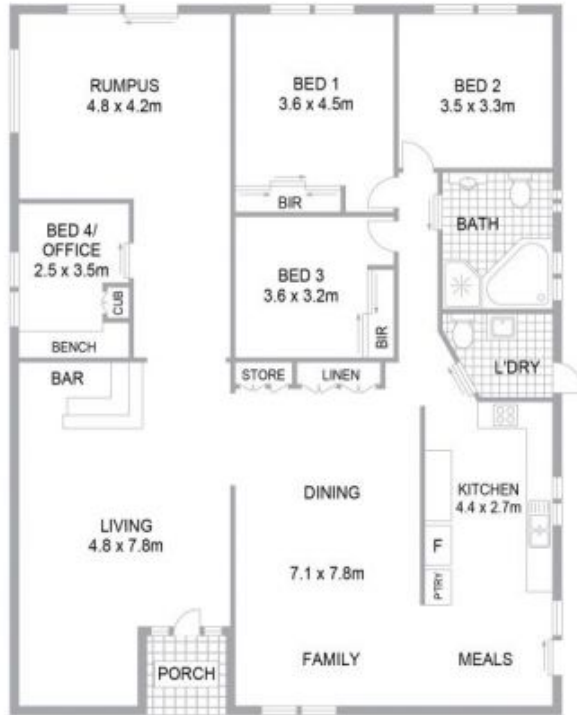 RUMPUS
4.8 x 4.2m
BED 1
3.6 x 4.5m
BED 2
3.5 x 3.3m
BIR
BATH
BED 4/
OFFICE
2.5 x 3.5m
CUB
BENCH
BED 3
3.6 x 3.2m
BIR
L'DRY
BAR
STORE
LINEN
LIVING
4.8 x 7.8m
DINING
7.1 x 7.8m
KITCHEN
4.4 x 2.7m
F
PTRY
PORCH
FAMILY
MEALS